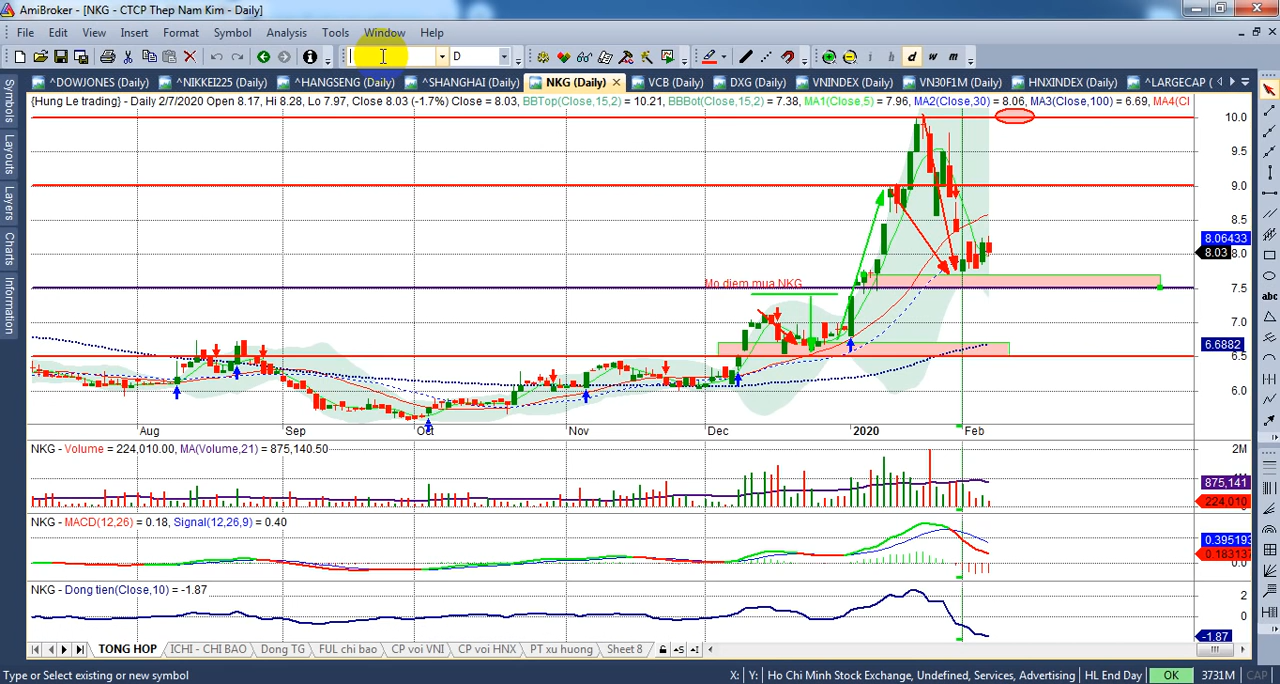 AmiBroker - [NKG - CTCP Thep Nam Kim - Daily]
File Edit View Insert Format Symbol Analysis Tools Window Help
D
i h d w m
^DOWJONES (Daily) ^NIKKEI225 (Daily) ^HANGSENG (Daily) ^SHANGHAI (Daily) NKG (Daily) VCB (Daily) DXG (Daily) VNINDEX (Daily) VN30F1M (Daily) HNXINDEX (Daily) ^LARGECAP (
{Hung Le trading} - Daily 2/7/2020 Open 8.17, Hi 8.28, Lo 7.97, Close 8.03 (-1.7%) Close = 8.03, BBTop(Close,15,2) = 10.21, BBBot(Close,15,2) = 7.38, MA1(Close,5) = 7.96, MA2(Close,30) = 8.06, MA3(Close,100) = 6.69, MA4(Cl
Symbols
Layouts
Layers
Charts
Information
abc
10.0
9.5
9.0
8.5
8.06433
8.03
8.0
7.5
7.0
6.6882
6.5
6.0
Mo diem mua NKG
Aug Sep Oct Nov Dec 2020 Feb
NKG - Volume = 224,010.00, MA(Volume,21) = 875,140.50
2M
875,141
224,010
NKG - MACD(12,26) = 0.18, Signal(12,26,9) = 0.40
0.395193
0.183137
0.0
NKG - Dong tien(Close,10) = -1.87
2
0
-1.87
TONG HOP ICHI - CHI BAO Dong TG FUL chi bao CP voi VNI CP voi HNX PT xu huong Sheet 8
Type or Select existing or new symbol X: Y: Ho Chi Minh Stock Exchange, Undefined, Services, Advertising HL End Day OK 3731M CAP